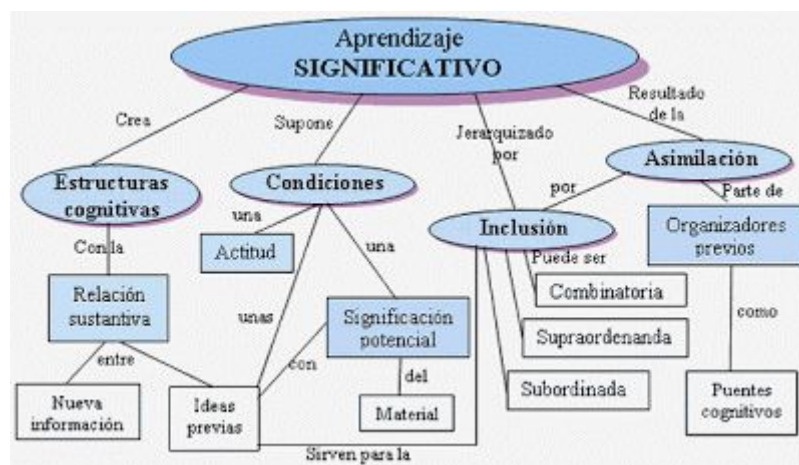 Aprendizaje
SIGNIFICATIVO
Crea
Supone
Jerarquizado
por
Resultado
de la
Estructuras
cognitivas
Condiciones
Asimilación
por
Parte de
Inclusión
una
Actitud
una
Con la
Organizadores
previos
Puede ser
Combinatoria
Relación
sustantiva
unas
Significación
potencial
Supraordenanda
como
entre
con
del
Subordinada
Nueva
información
Ideas
previas
Material
Puentes
cognitivos
Sirven para la